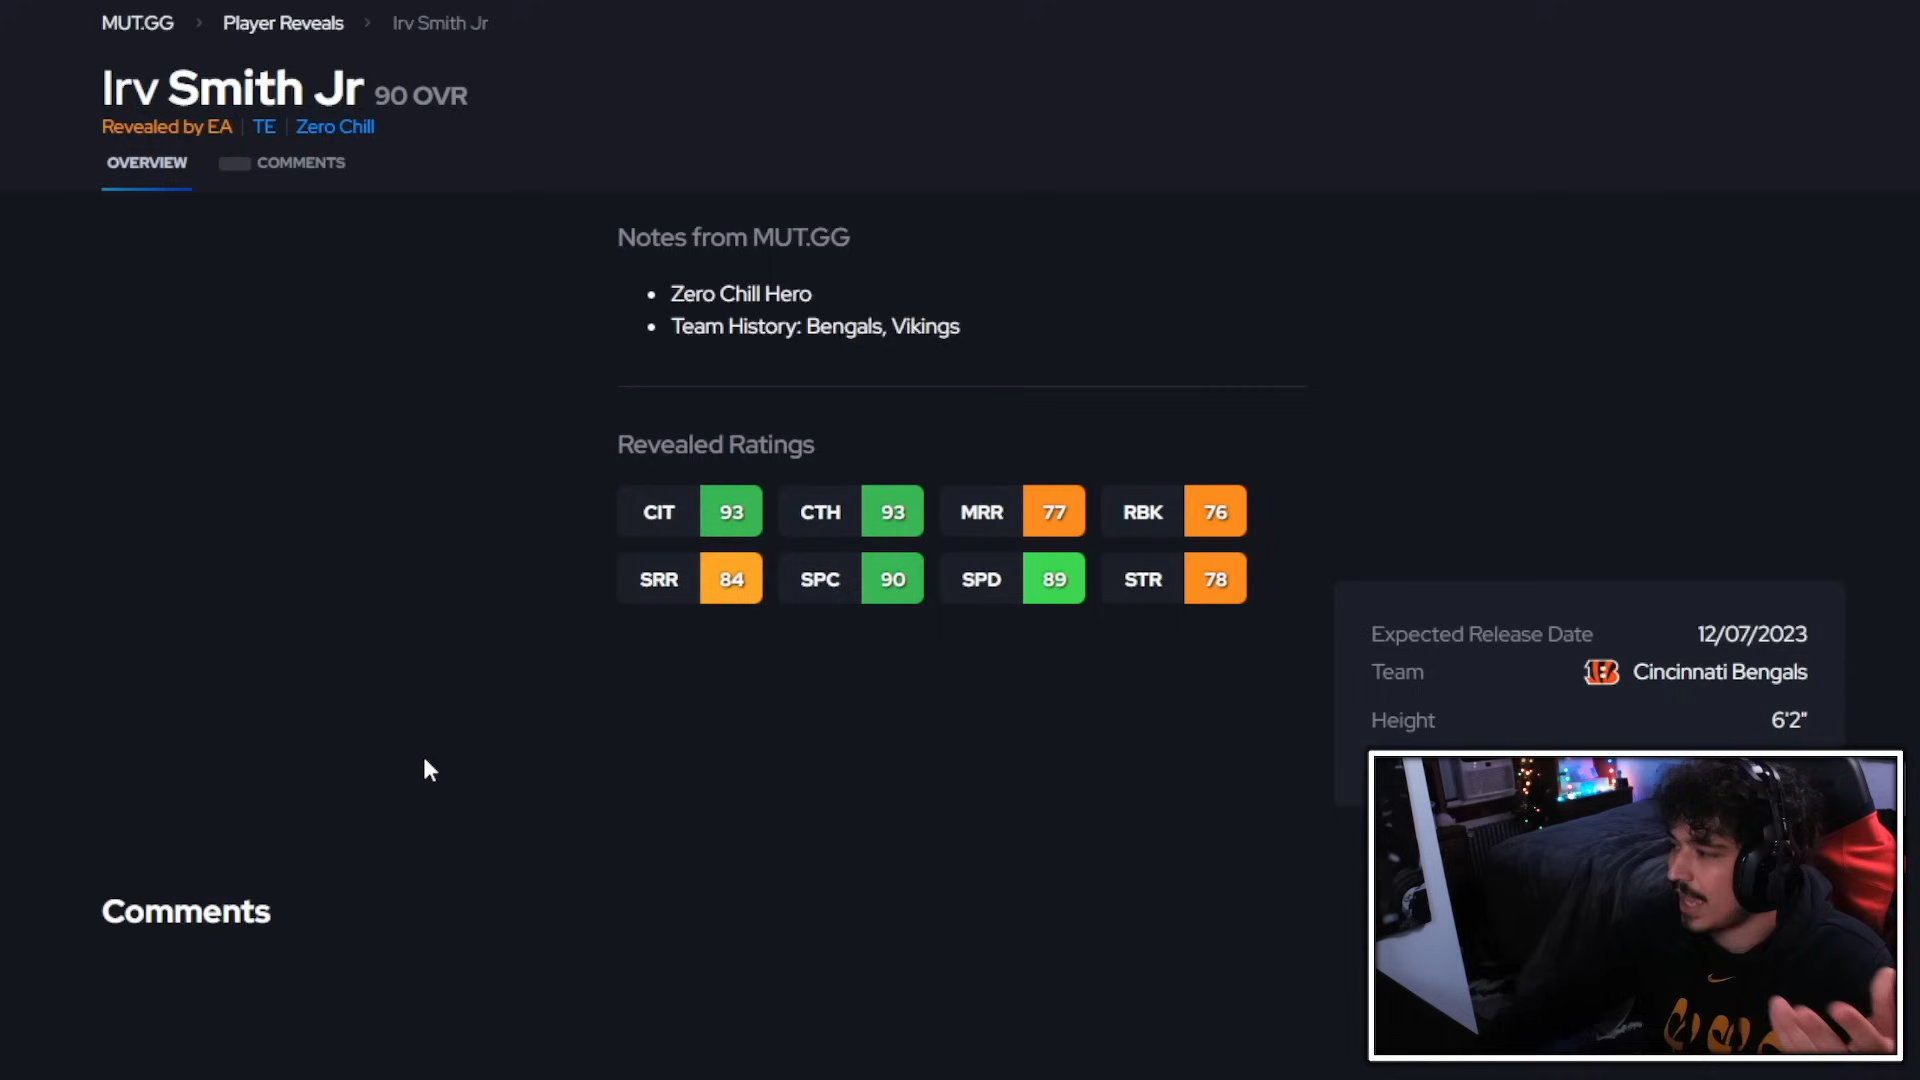 MUT.GG > Player Reveals > Irv Smith Jr
Irv Smith Jr 90 OVR
Revealed by EA | TE | Zero Chill
OVERVIEW COMMENTS
Notes from MUT.GG
• Zero Chill Hero
• Team History: Bengals, Vikings
Revealed Ratings
CIT 93 CTH 93 MRR 77 RBK 76
SRR 84 SPC 90 SPD 89 STR 78
Expected Release Date 12/07/2023
Team Cincinnati Bengals
Height 6'2"
Comments